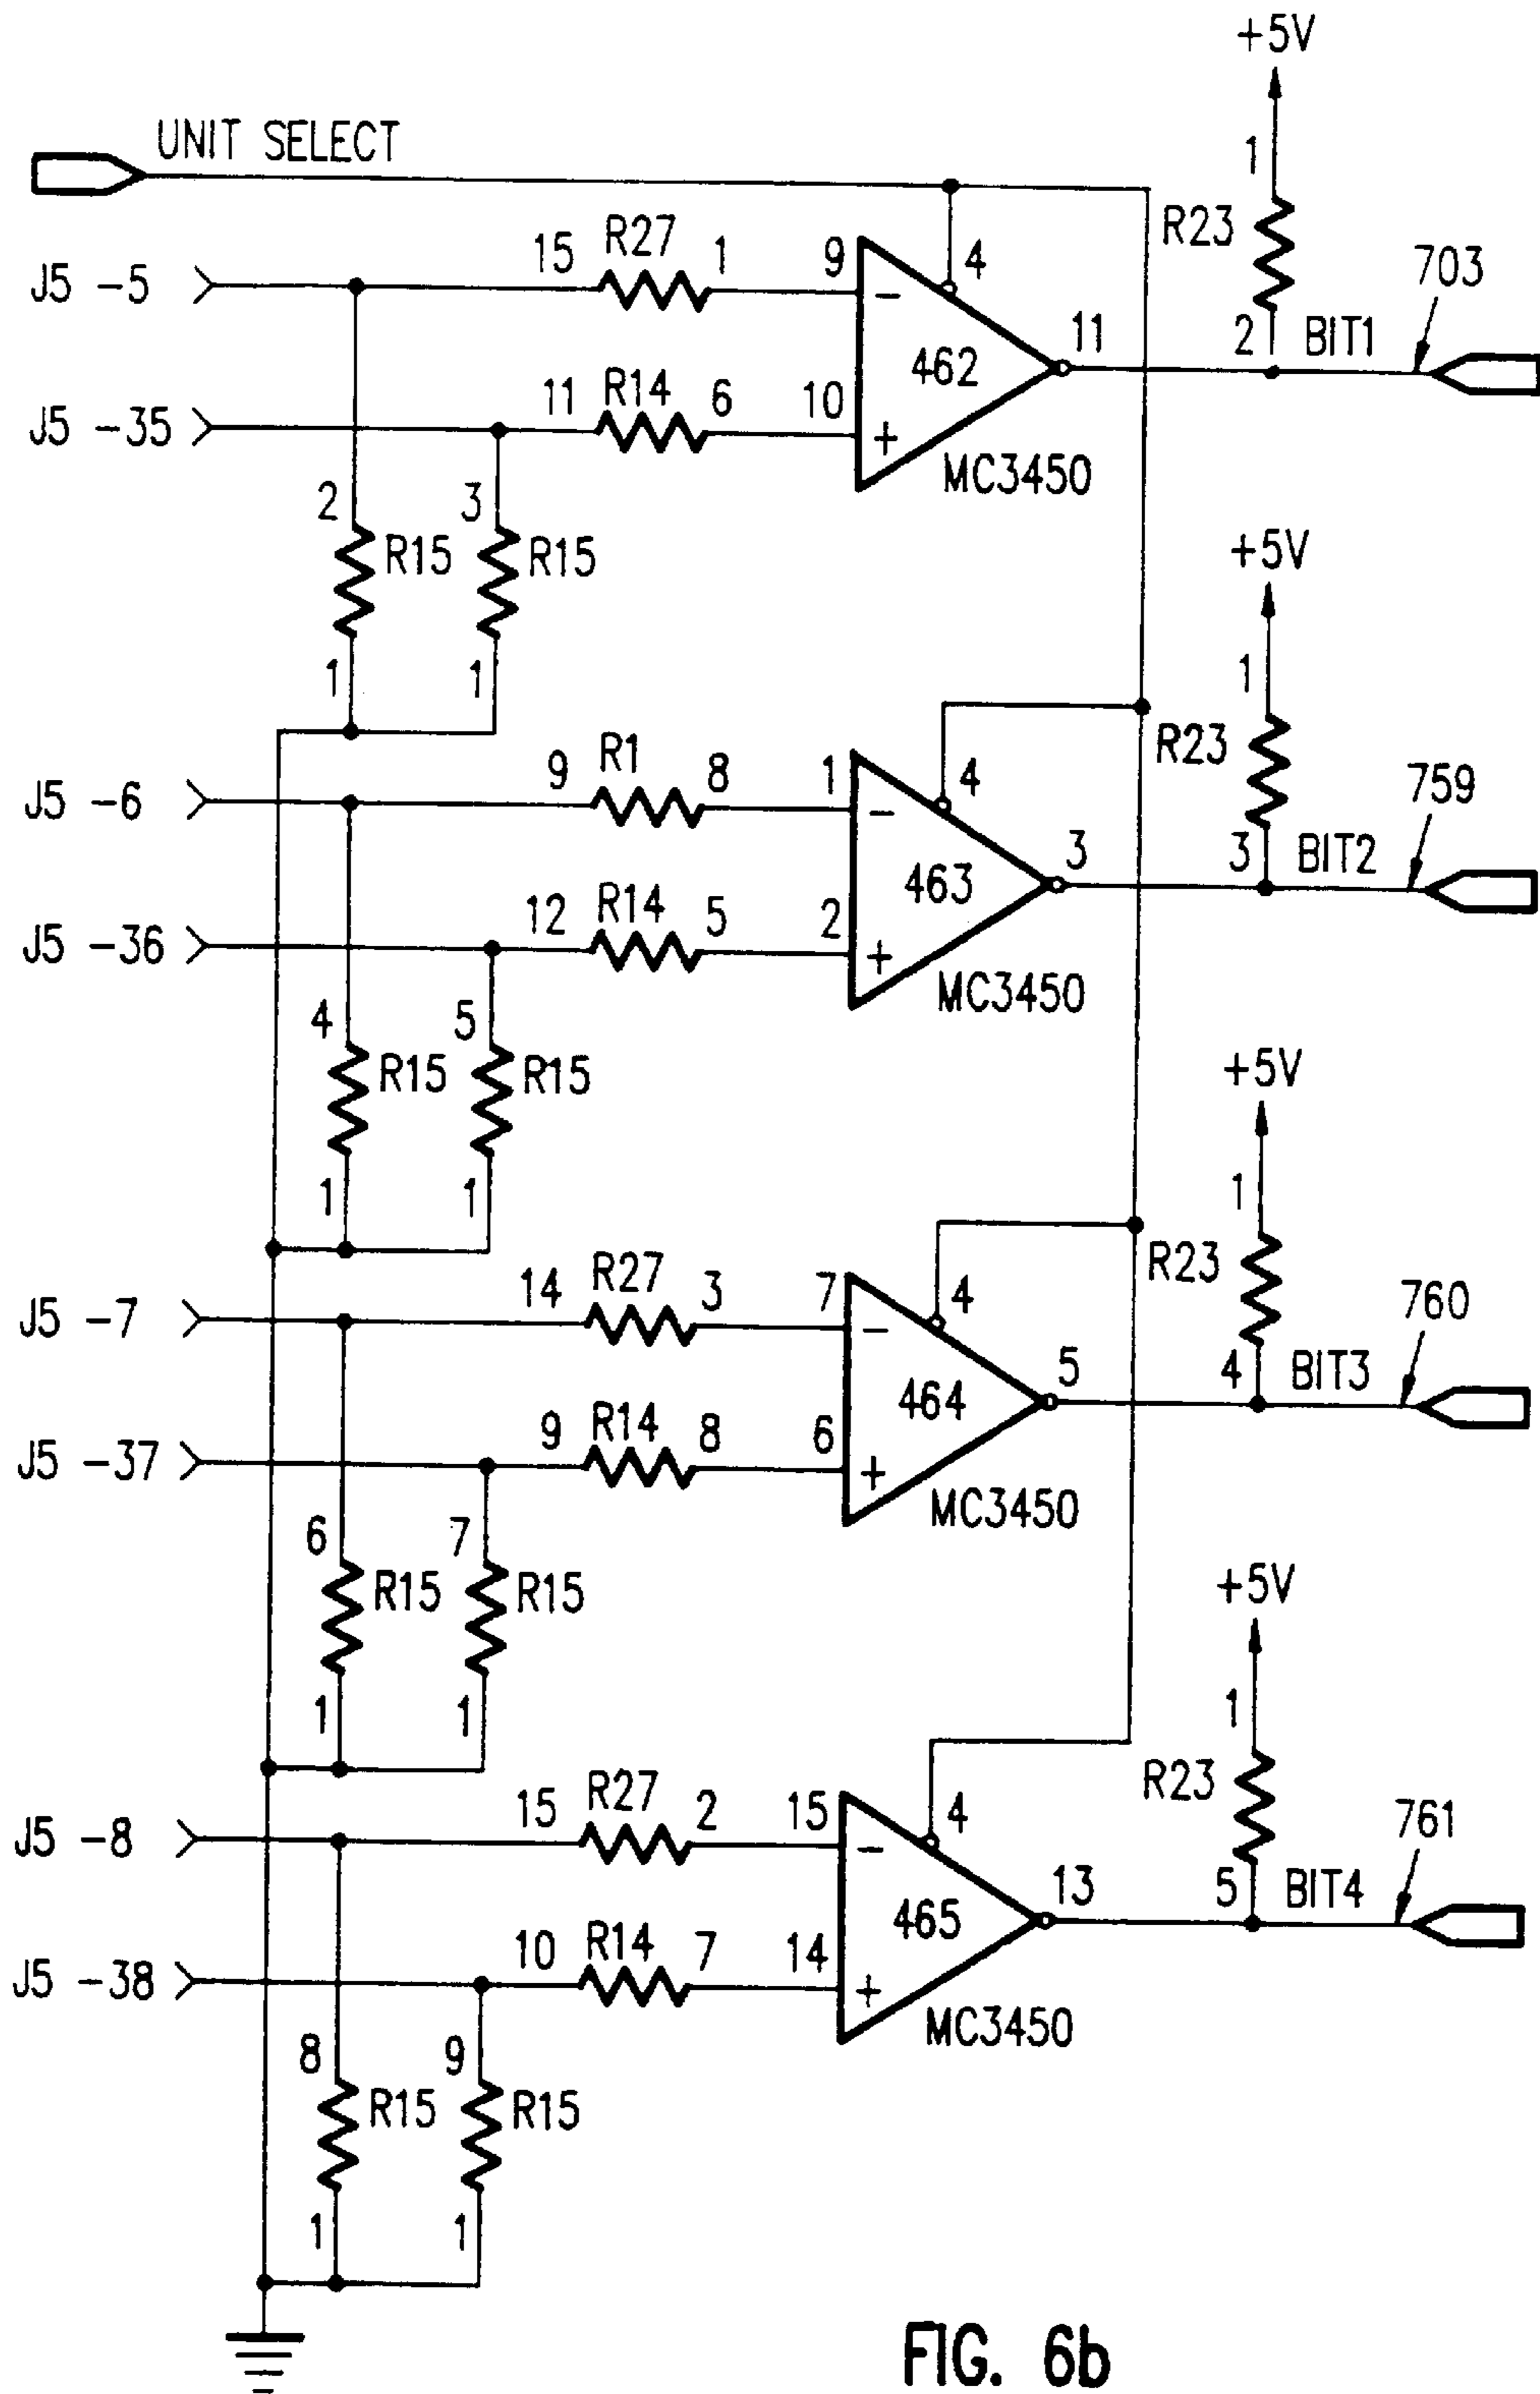 +5V
UNIT SELECT
1
J5 -5
15 R27 1
9
-
4
R23
703
462
11
2 BIT1
J5 -35
11 R14 6
10
+
MC3450
2
R15
3
R15
1
1
+5V
1
J5 -6
9 R1 8
1
-
4
R23
759
463
3
3 BIT2
J5 -36
12 R14 5
2
+
MC3450
4
R15
5
R15
1
1
+5V
1
J5 -7
14 R27 3
7
-
4
R23
760
464
5
4 BIT3
J5 -37
9 R14 8
6
+
MC3450
6
R15
7
R15
1
1
+5V
1
J5 -8
15 R27 2
15
-
4
R23
761
465
13
5 BIT4
J5 -38
10 R14 7
14
+
MC3450
8
R15
9
R15
1
1
FIG. 6b